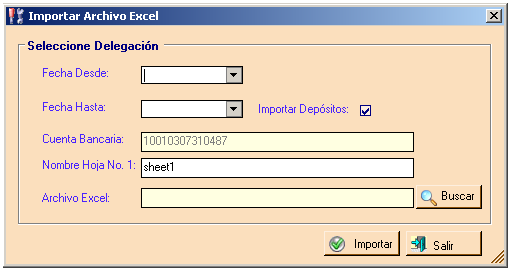 Importar Archivo Excel
Seleccione Delegación
Fecha Desde:
Fecha Hasta:
Importar Depósitos:
Cuenta Bancaria: 10010307310487
Nombre Hoja No. 1: sheet1
Archivo Excel:
Buscar
Importar
Salir